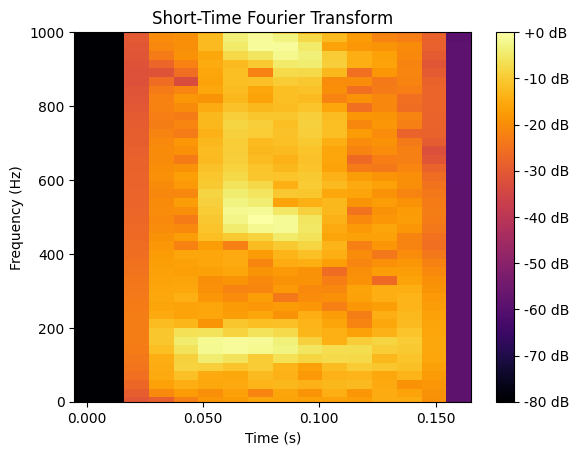 Short-Time Fourier Transform
Frequency (Hz)
1000
800
600
400
200
0
0.000
0.050
0.100
0.150
Time (s)
+0 dB
-10 dB
-20 dB
-30 dB
-40 dB
-50 dB
-60 dB
-70 dB
-80 dB